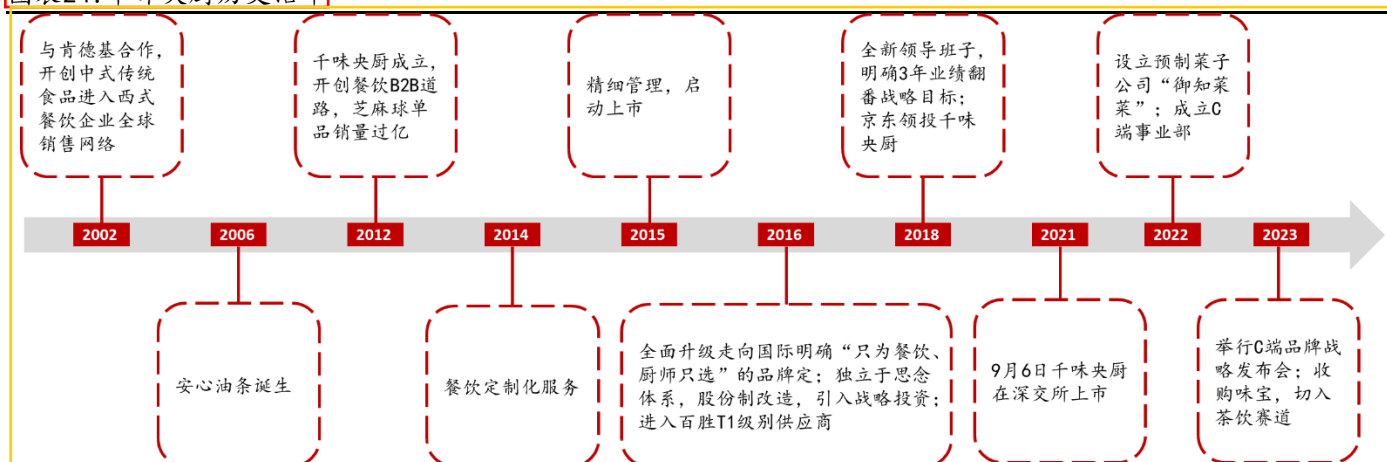 与肯德基合作，
开创中式传统
食品进入西式
餐饮企业全球
销售网络
千味央厨成立，
开创餐饮B2B道
路，芝麻球单
品销量过亿
精细管理，启
动上市
全新领导班子，
明确3年业绩翻
番战略目标；
京东领投千味
央厨
设立预制菜子
公司“御知菜
菜”；成立C
端事业部
2002
2006
2012
2014
2015
2016
2018
2021
2022
2023
安心油条诞生
餐饮定制化服务
全面升级走向国际明确“只为餐饮、
厨师只选”的品牌定；独立于思念
体系，股份制改造，引入战略投资；
进入百胜T1级别供应商
9月6日千味央厨
在深交所上市
举行C端品牌战
略发布会；收
购味宝，切入
茶饮赛道